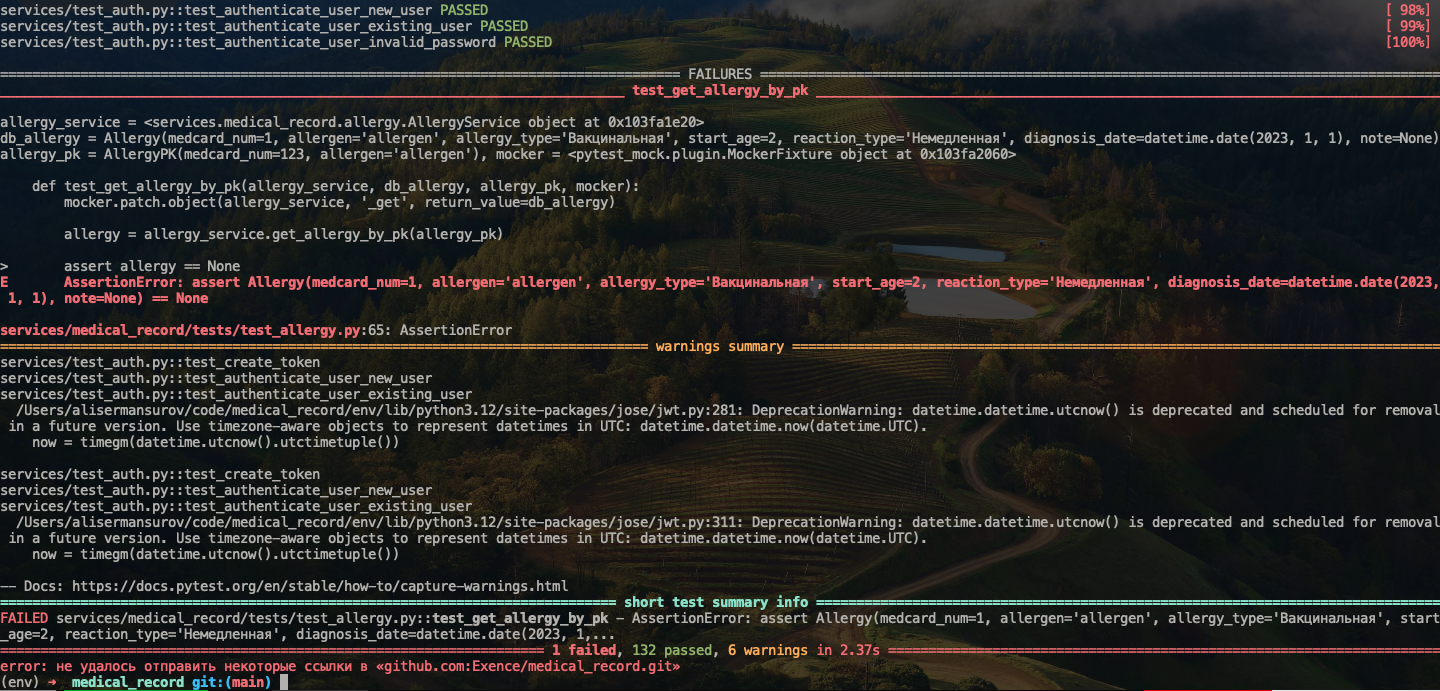 services/test_auth.py::test_authenticate_user_new_user PASSED [ 98%]
services/test_auth.py::test_authenticate_user_existing_user PASSED [ 99%]
services/test_auth.py::test_authenticate_user_invalid_password PASSED [100%]
FAILURES
test_get_allergy_by_pk
allergy_service = <services.medical_record.allergy.AllergyService object at 0x103fa1e20>
db_allergy = Allergy(medcard_num=1, allergen='allergen', allergy_type='Вакцинальная', start_age=2, reaction_type='Немедленная', diagnosis_date=datetime.date(2023, 1, 1), note=None)
allergy_pk = AllergyPK(medcard_num=123, allergen='allergen'), mocker = <pytest_mock.plugin.MockerFixture object at 0x103fa2060>
def test_get_allergy_by_pk(allergy_service, db_allergy, allergy_pk, mocker):
mocker.patch.object(allergy_service, '_get', return_value=db_allergy)
allergy = allergy_service.get_allergy_by_pk(allergy_pk)
> assert allergy == None
E AssertionError: assert Allergy(medcard_num=1, allergen='allergen', allergy_type='Вакцинальная', start_age=2, reaction_type='Немедленная', diagnosis_date=datetime.date(2023,
1, 1), note=None) == None
services/medical_record/tests/test_allergy.py:65: AssertionError
warnings summary
services/test_auth.py::test_create_token
services/test_auth.py::test_authenticate_user_new_user
services/test_auth.py::test_authenticate_user_existing_user
/Users/alisermansurov/code/medical_record/env/lib/python3.12/site-packages/jose/jwt.py:281: DeprecationWarning: datetime.datetime.utcnow() is deprecated and scheduled for removal
in a future version. Use timezone-aware objects to represent datetimes in UTC: datetime.datetime.now(datetime.UTC).
now = timegm(datetime.utcnow().utctimetuple())
services/test_auth.py::test_create_token
services/test_auth.py::test_authenticate_user_new_user
services/test_auth.py::test_authenticate_user_existing_user
/Users/alisermansurov/code/medical_record/env/lib/python3.12/site-packages/jose/jwt.py:311: DeprecationWarning: datetime.datetime.utcnow() is deprecated and scheduled for removal
in a future version. Use timezone-aware objects to represent datetimes in UTC: datetime.datetime.now(datetime.UTC).
now = timegm(datetime.utcnow().utctimetuple())
-- Docs: https://docs.pytest.org/en/stable/how-to/capture-warnings.html
short test summary info
FAILED services/medical_record/tests/test_allergy.py::test_get_allergy_by_pk - AssertionError: assert Allergy(medcard_num=1, allergen='allergen', allergy_type='Вакцинальная', start
_age=2, reaction_type='Немедленная', diagnosis_date=datetime.date(2023, 1,...
1 failed, 132 passed, 6 warnings in 2.37s
error: не удалось отправить некоторые ссылки в «github.com:Exence/medical_record.git»
(env) → medical_record git:(main)